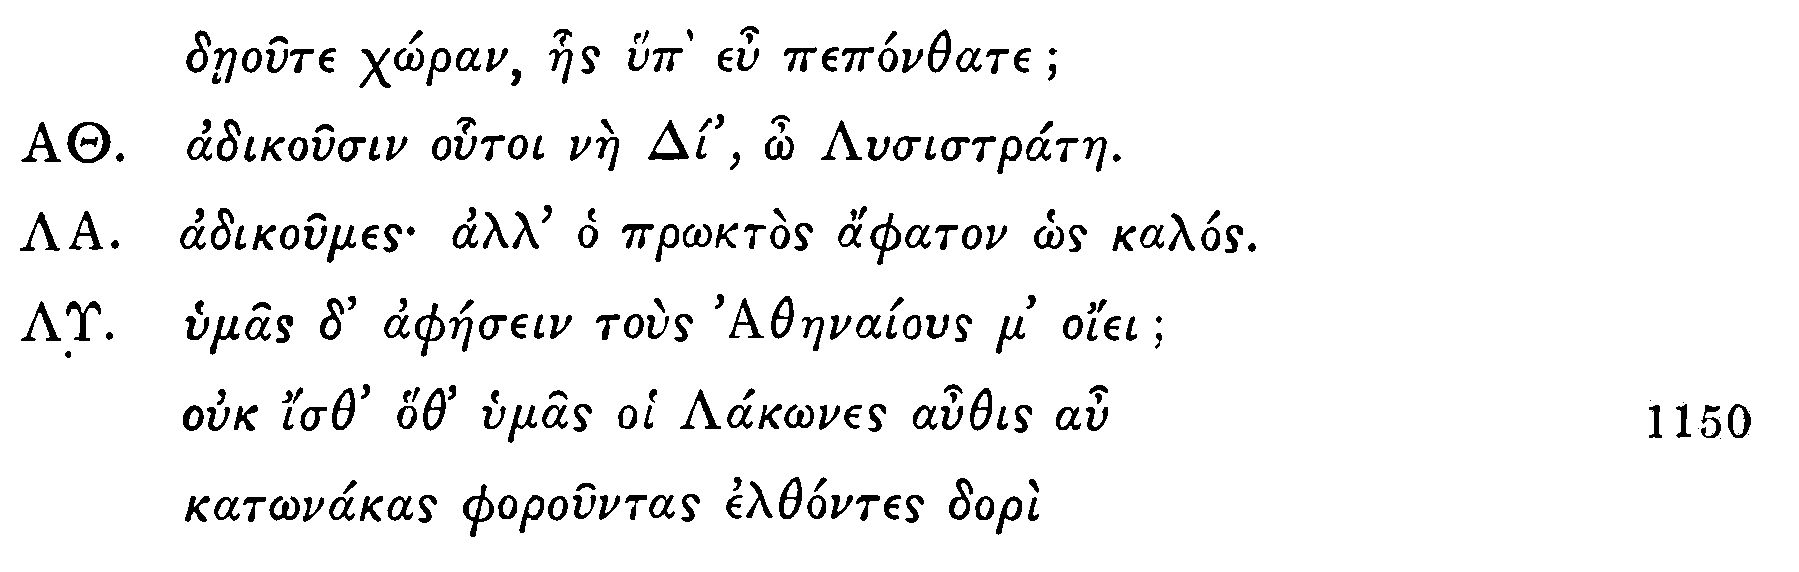 δῃοῦτε χώραν, ἧς ὕπ’ εὖ πεπόνθατε;
ΑΘ. ἀδικοῦσιν οὗτοι νὴ Δί’, ὦ Λυσιστράτη.
ΛΑ. ἀδικοῦμες· ἀλλ’ ὁ πρωκτὸς ἄφατον ὡς καλός.
ΛΥ. ὑμᾶς δ’ ἀφήσειν τοὺς Ἀθηναίους μ’ οἴει;
οὐκ ἴσθ’ ὅθ’ ὑμᾶς οἱ Λάκωνες αὖθις αὖ 1150
κατωνάκας φοροῦντας ἐλθόντες δορὶ